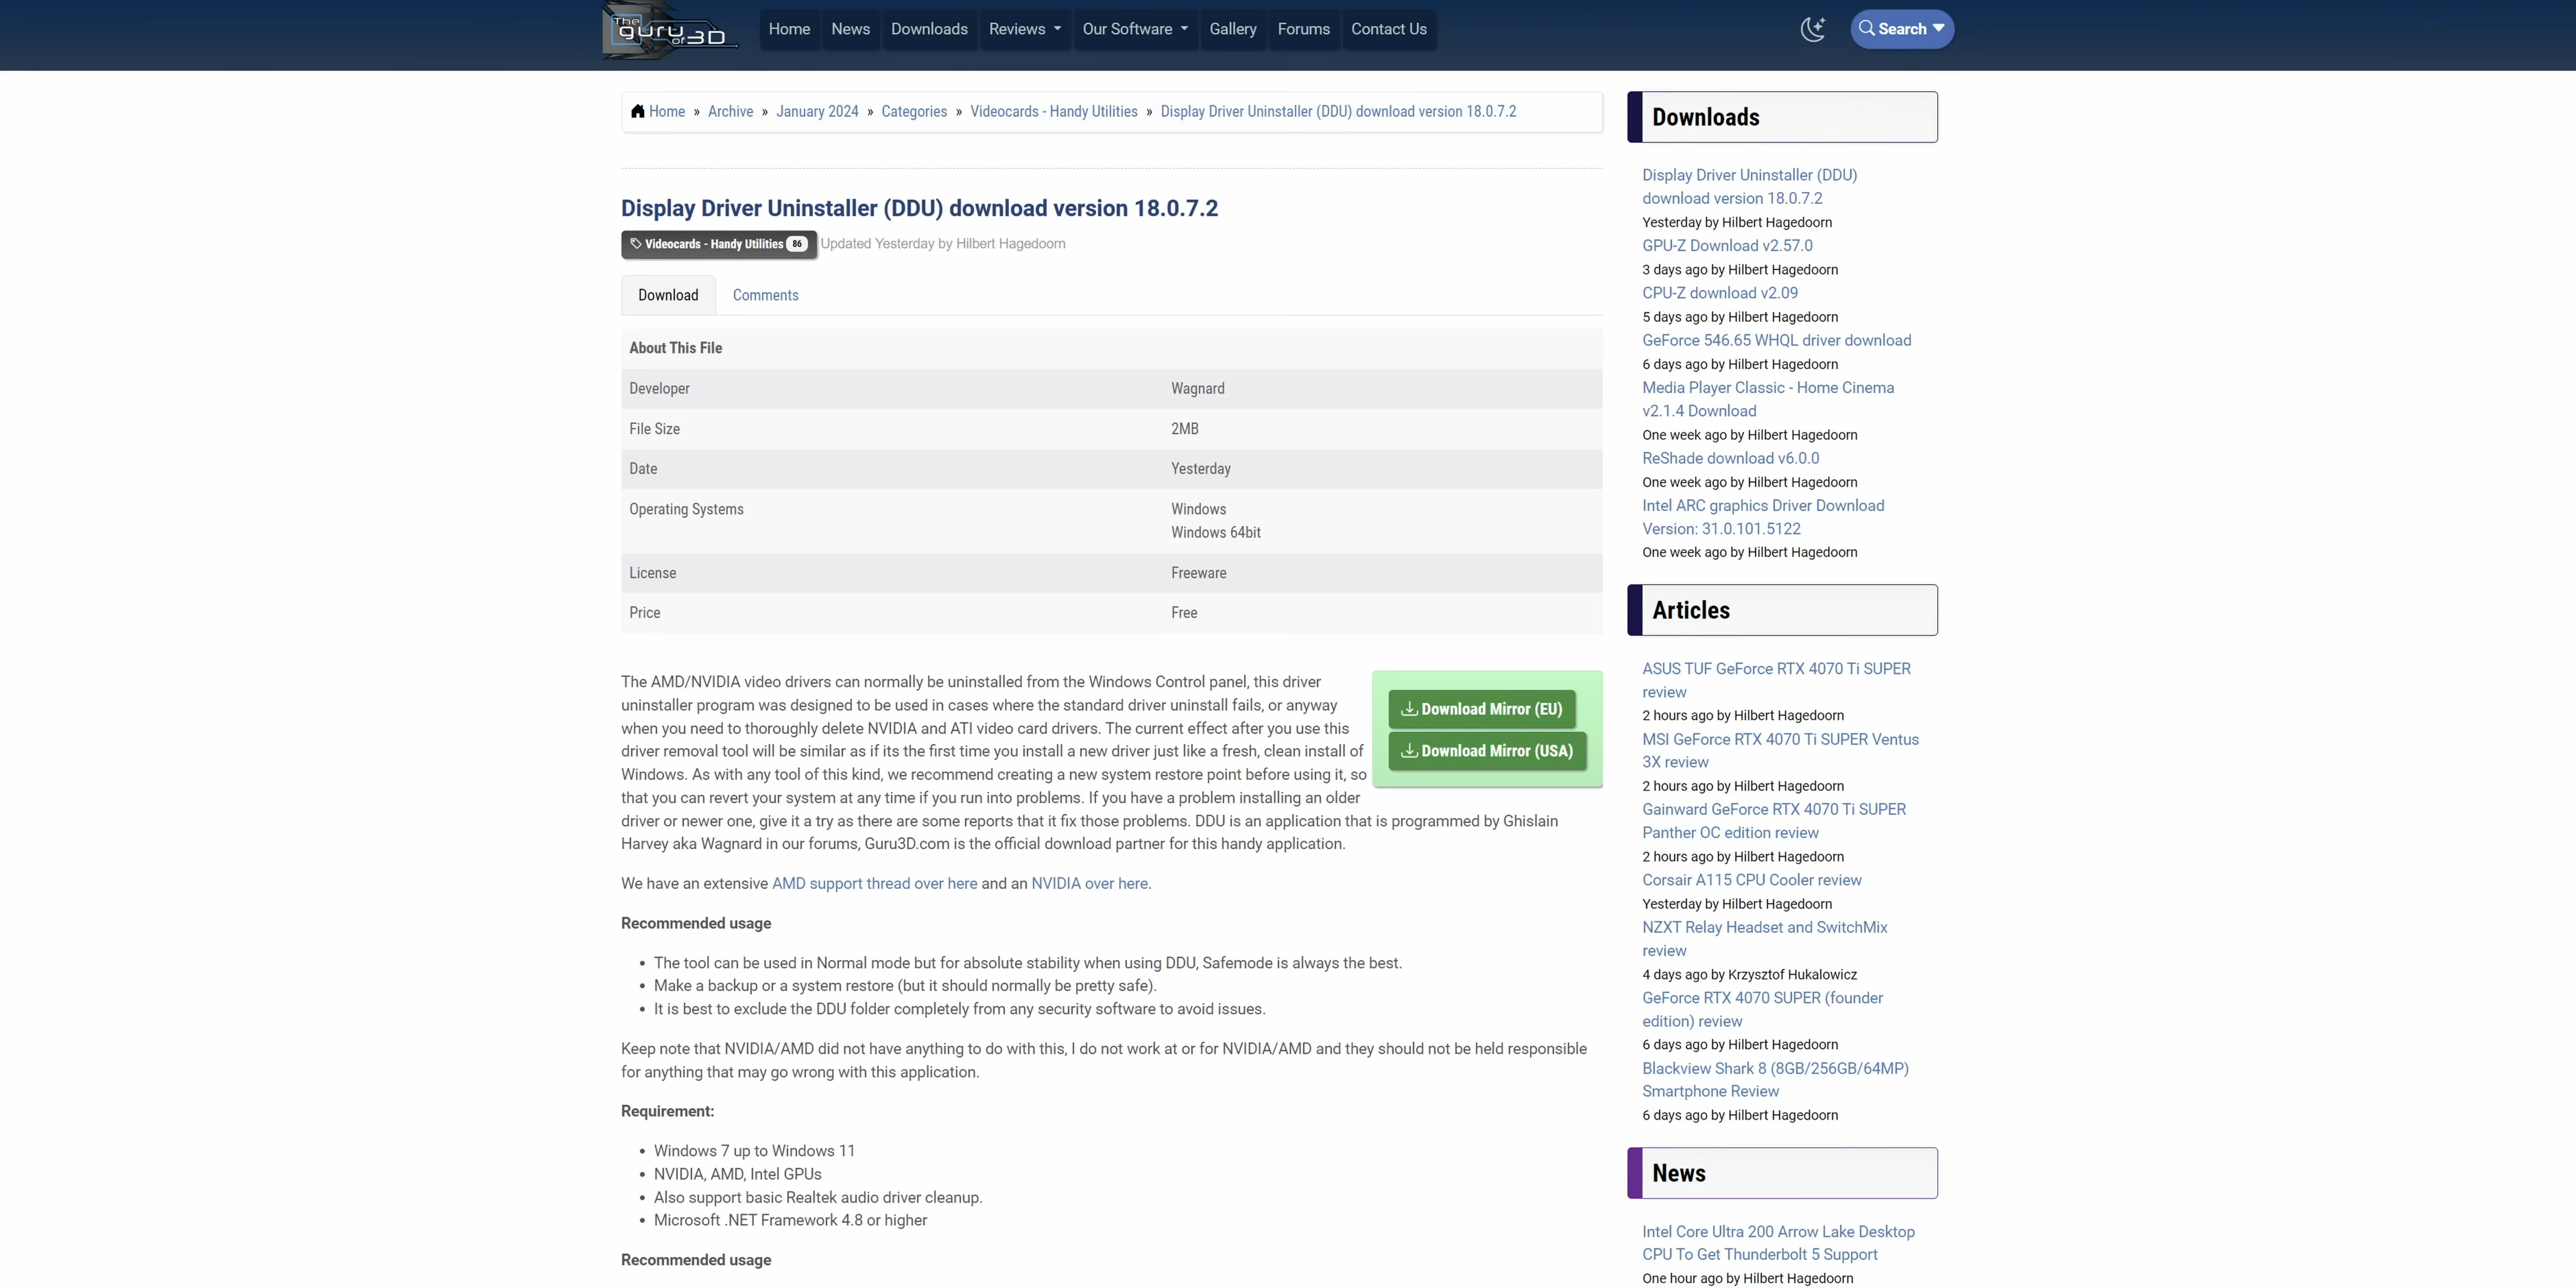 The
guru
of 3D
Home
News
Downloads
Reviews
Our Software
Gallery
Forums
Contact Us
Search
Home » Archive » January 2024 » Categories » Videocards - Handy Utilities » Display Driver Uninstaller (DDU) download version 18.0.7.2
Display Driver Uninstaller (DDU) download version 18.0.7.2
Videocards - Handy Utilities 86 Updated Yesterday by Hilbert Hagedoorn
Download
Comments
About This File
Developer Wagnard
File Size 2MB
Date Yesterday
Operating Systems Windows
Windows 64bit
License Freeware
Price Free
The AMD/NVIDIA video drivers can normally be uninstalled from the Windows Control panel, this driver
uninstaller program was designed to be used in cases where the standard driver uninstall fails, or anyway
when you need to thoroughly delete NVIDIA and ATI video card drivers. The current effect after you use this
driver removal tool will be similar as if its the first time you install a new driver just like a fresh, clean install of
Windows. As with any tool of this kind, we recommend creating a new system restore point before using it, so
that you can revert your system at any time if you run into problems. If you have a problem installing an older
driver or newer one, give it a try as there are some reports that it fix those problems. DDU is an application that is programmed by Ghislain
Harvey aka Wagnard in our forums, Guru3D.com is the official download partner for this handy application.
Download Mirror (EU)
Download Mirror (USA)
We have an extensive AMD support thread over here and an NVIDIA over here.
Recommended usage
• The tool can be used in Normal mode but for absolute stability when using DDU, Safemode is always the best.
• Make a backup or a system restore (but it should normally be pretty safe).
• It is best to exclude the DDU folder completely from any security software to avoid issues.
Keep note that NVIDIA/AMD did not have anything to do with this, I do not work at or for NVIDIA/AMD and they should not be held responsible
for anything that may go wrong with this application.
Requirement:
• Windows 7 up to Windows 11
• NVIDIA, AMD, Intel GPUs
• Also support basic Realtek audio driver cleanup.
• Microsoft .NET Framework 4.8 or higher
Recommended usage
Downloads
Display Driver Uninstaller (DDU)
download version 18.0.7.2
Yesterday by Hilbert Hagedoorn
GPU-Z Download v2.57.0
3 days ago by Hilbert Hagedoorn
CPU-Z download v2.09
5 days ago by Hilbert Hagedoorn
GeForce 546.65 WHQL driver download
6 days ago by Hilbert Hagedoorn
Media Player Classic - Home Cinema
v2.1.4 Download
One week ago by Hilbert Hagedoorn
ReShade download v6.0.0
One week ago by Hilbert Hagedoorn
Intel ARC graphics Driver Download
Version: 31.0.101.5122
One week ago by Hilbert Hagedoorn
Articles
ASUS TUF GeForce RTX 4070 Ti SUPER
review
2 hours ago by Hilbert Hagedoorn
MSI GeForce RTX 4070 Ti SUPER Ventus
3X review
2 hours ago by Hilbert Hagedoorn
Gainward GeForce RTX 4070 Ti SUPER
Panther OC edition review
2 hours ago by Hilbert Hagedoorn
Corsair A115 CPU Cooler review
Yesterday by Hilbert Hagedoorn
NZXT Relay Headset and SwitchMix
review
4 days ago by Krzysztof Hukalowicz
GeForce RTX 4070 SUPER (founder
edition) review
6 days ago by Hilbert Hagedoorn
Blackview Shark 8 (8GB/256GB/64MP)
Smartphone Review
6 days ago by Hilbert Hagedoorn
News
Intel Core Ultra 200 Arrow Lake Desktop
CPU To Get Thunderbolt 5 Support
One hour ago by Hilbert Hagedoorn